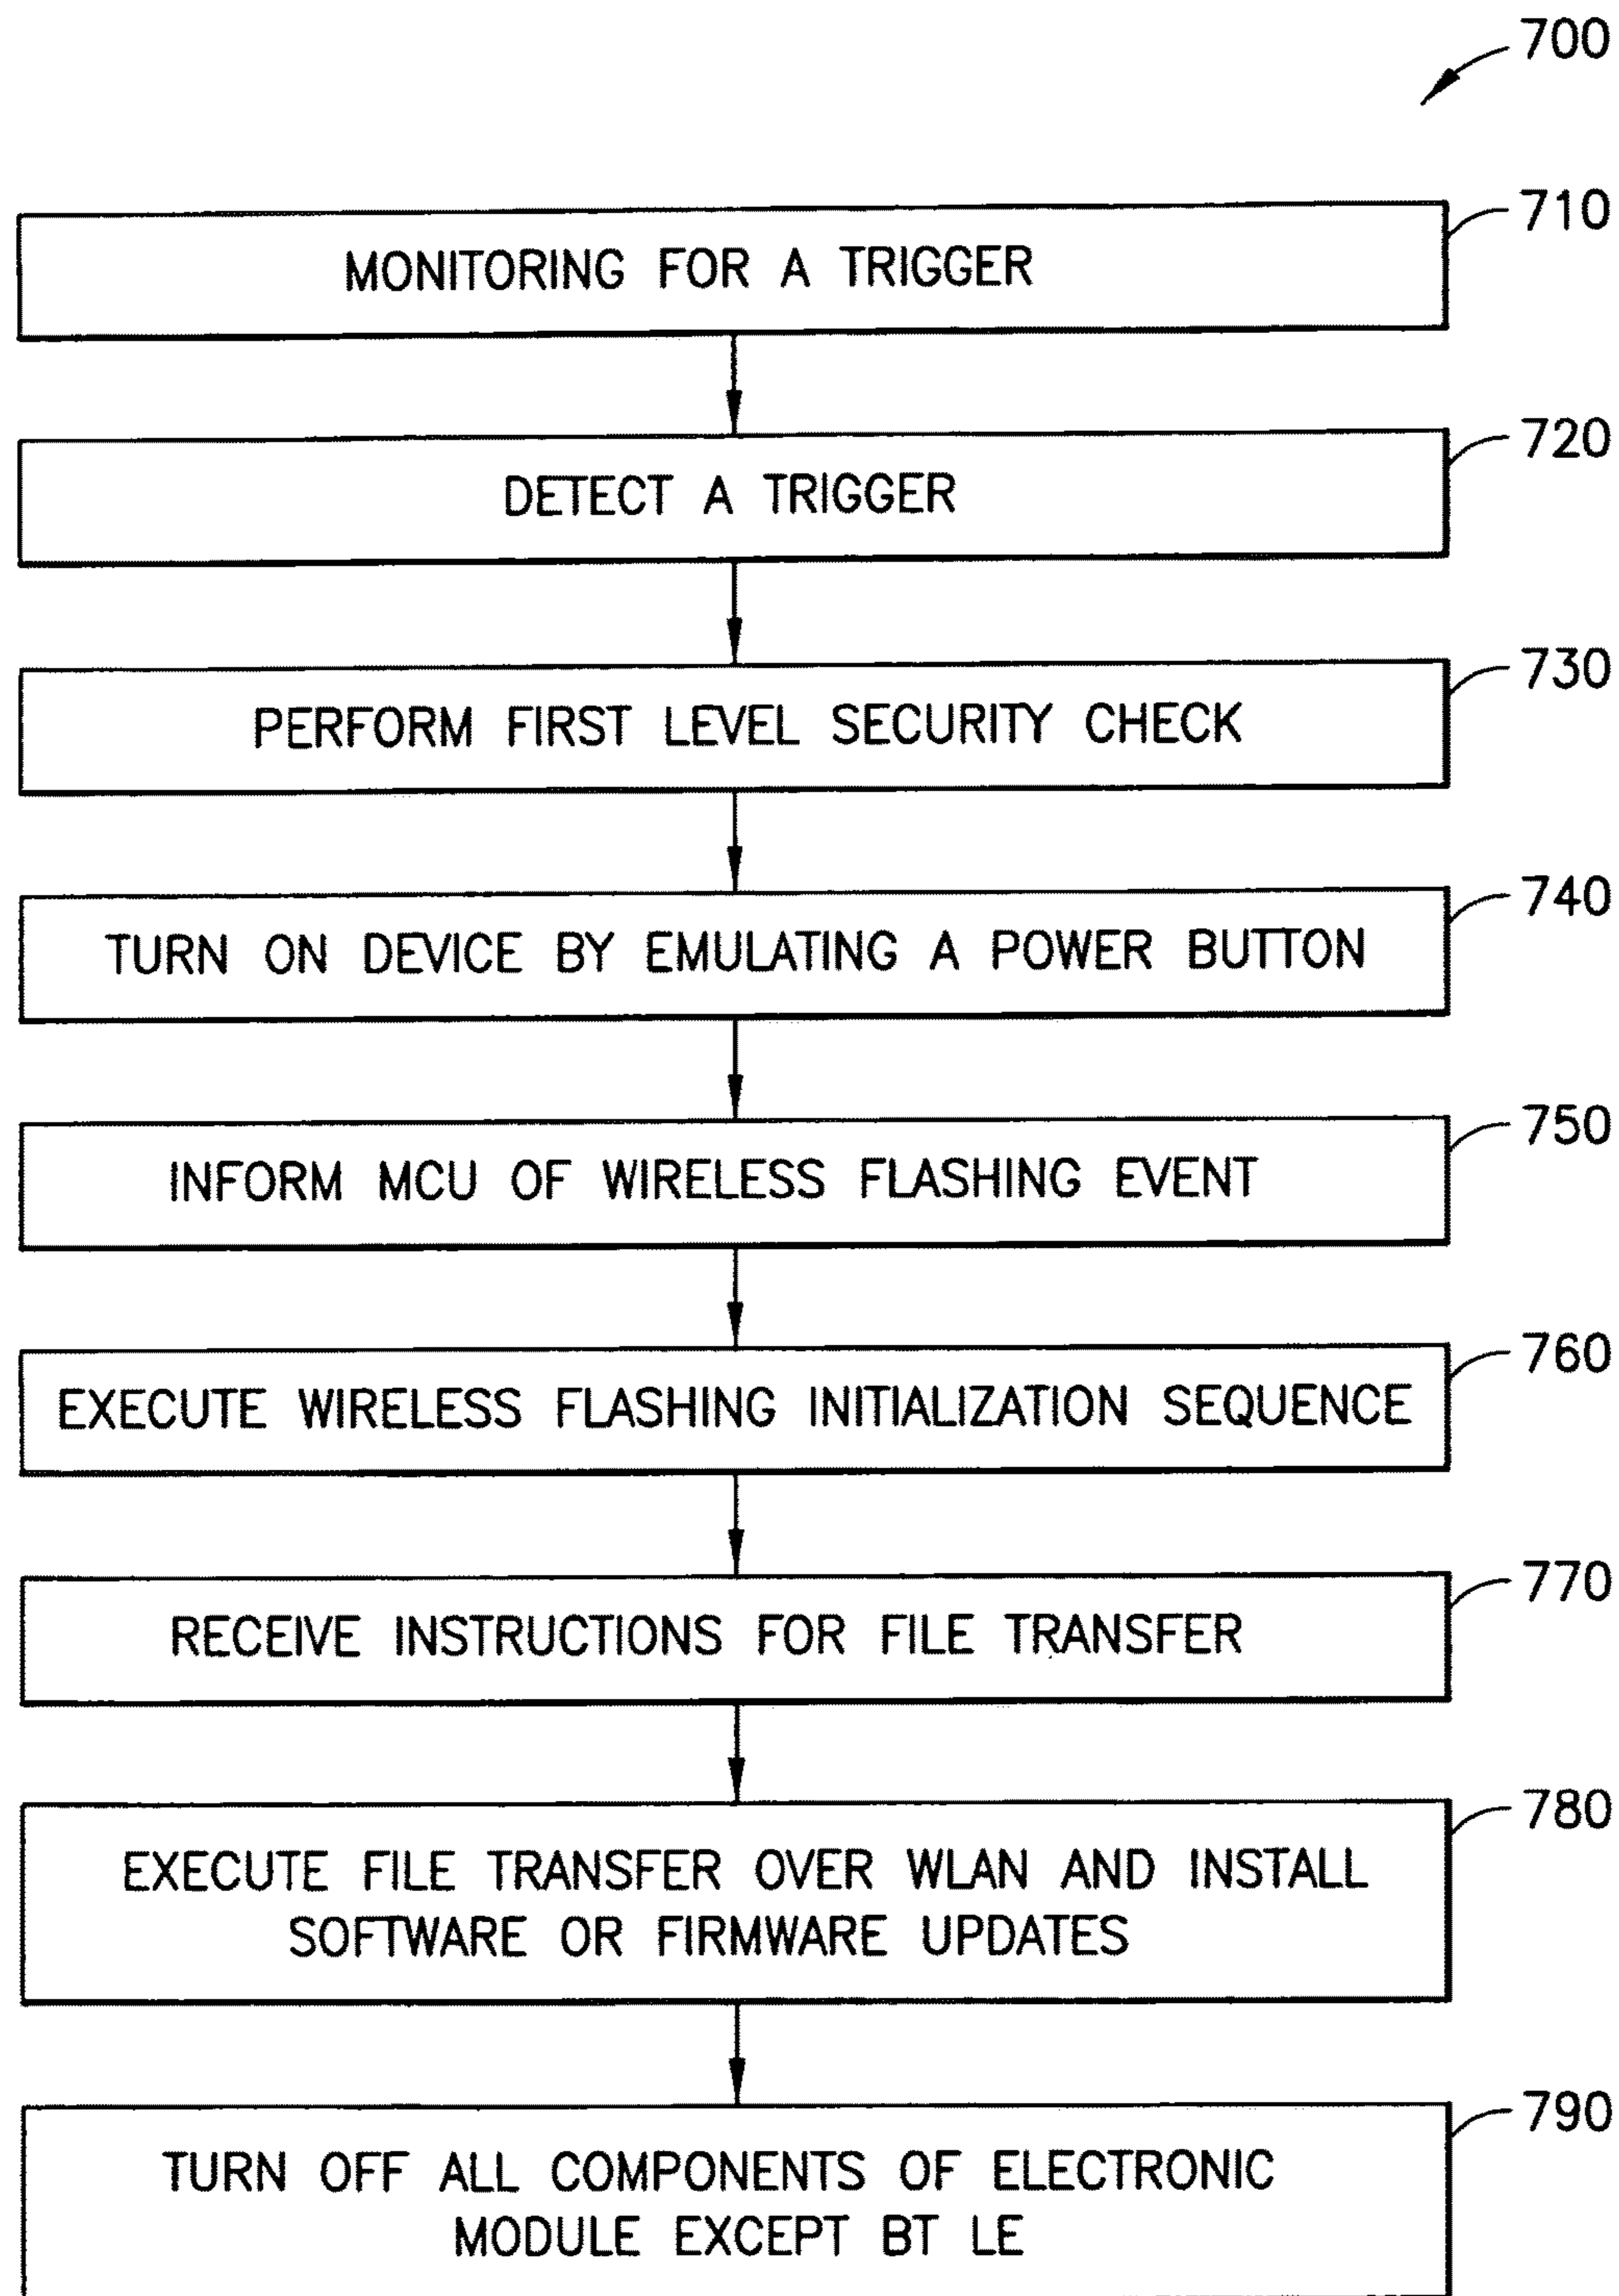 700
710
MONITORING FOR A TRIGGER
720
DETECT A TRIGGER
730
PERFORM FIRST LEVEL SECURITY CHECK
740
TURN ON DEVICE BY EMULATING A POWER BUTTON
750
INFORM MCU OF WIRELESS FLASHING EVENT
760
EXECUTE WIRELESS FLASHING INITIALIZATION SEQUENCE
770
RECEIVE INSTRUCTIONS FOR FILE TRANSFER
780
EXECUTE FILE TRANSFER OVER WLAN AND INSTALL
SOFTWARE OR FIRMWARE UPDATES
790
TURN OFF ALL COMPONENTS OF ELECTRONIC
MODULE EXCEPT BT LE